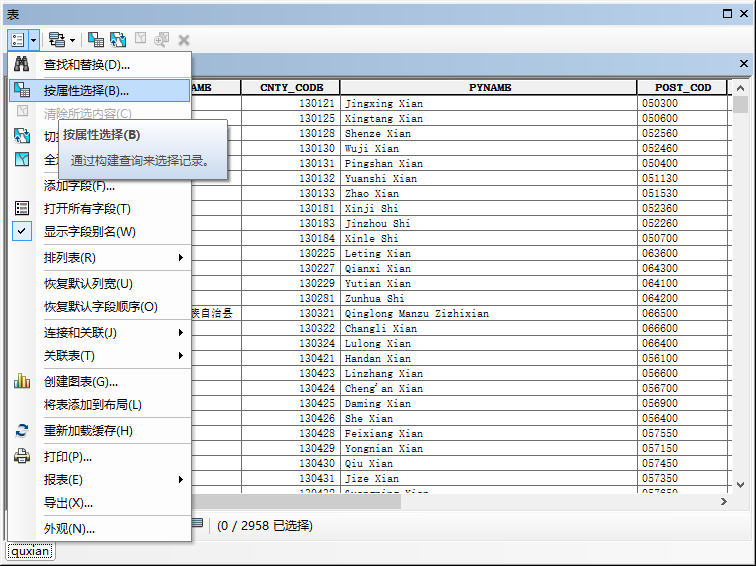 表
查找和替换(D)...
按属性选择(B)...
清除所选内容(C)
切
按属性选择(B)
通过构建查询来选择记录。
全
添加字段(F)...
打开所有字段(T)
显示字段别名(W)
排列表(R)
恢复默认列宽(U)
恢复默认字段顺序(O)
连接和关联(J)
关联表(T)
创建图表(G)...
将表添加到布局(L)
重新加载缓存(H)
打印(P)...
报表(E)
导出(X)...
外观(N)...
AME CNTY_CODE PYNAME POST_COD
130121 Jingxing Xian 050300
130125 Xingtang Xian 050600
130128 Shenze Xian 052560
130130 Wuji Xian 052460
130131 Pingshan Xian 050400
130132 Yuanshi Xian 051130
130133 Zhao Xian 051530
130181 Xinji Shi 052360
130183 Jinzhou Shi 052260
130184 Xinle Shi 050700
130225 Leting Xian 063600
130227 Qianxi Xian 064300
130229 Yutian Xian 064100
130281 Zunhua Shi 064200
族自治县 130321 Qinglong Manzu Zizhixian 066500
130322 Changli Xian 066600
130324 Lulong Xian 066400
130421 Handan Xian 056100
130423 Linzhang Xian 056600
130424 Cheng'an Xian 056700
130425 Daming Xian 056900
130426 She Xian 056400
130428 Feixiang Xian 057550
130429 Yongnian Xian 057150
130430 Qiu Xian 057450
130431 Jize Xian 057350
(0 / 2958 已选择)
quxian